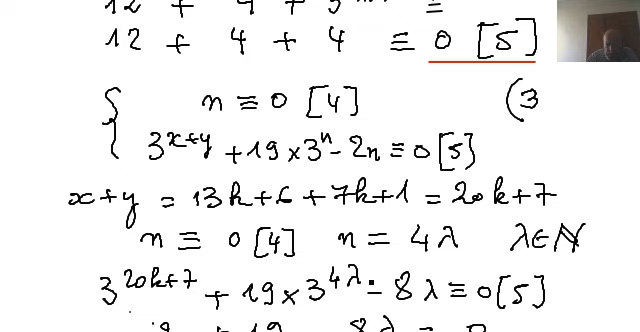 12 + 4 + 4 ≡ 0 [5]
{ n ≡ 0 [4] (3
3^{x+y} + 19 × 3^n - 2n ≡ 0 [5]
x+y = 13k+6 + 7k+1 = 20k+7
n ≡ 0 [4] n = 4λ λ ∈ ℕ
3^{20k+7} + 19 × 3^{4λ} - 8λ ≡ 0 [5]